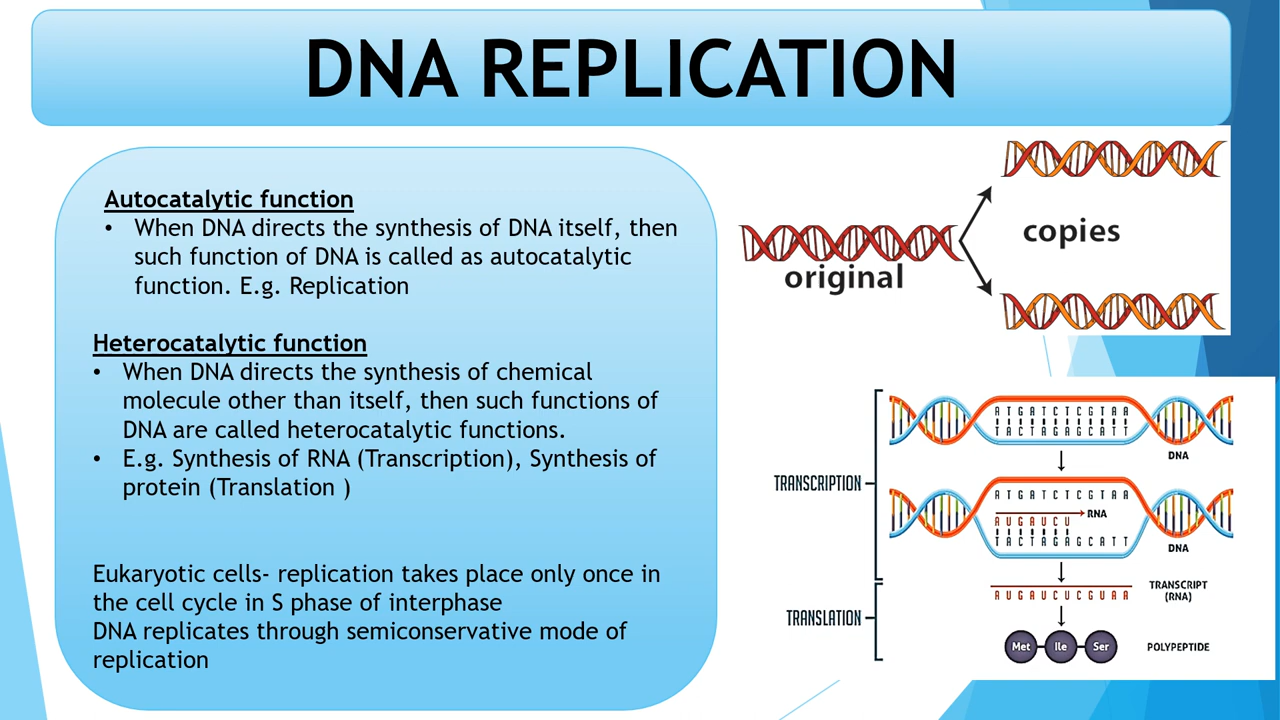 DNA REPLICATION
Autocatalytic function
• When DNA directs the synthesis of DNA itself, then
such function of DNA is called as autocatalytic
function. E.g. Replication
Heterocatalytic function
• When DNA directs the synthesis of chemical
molecule other than itself, then such functions of
DNA are called heterocatalytic functions.
• E.g. Synthesis of RNA (Transcription), Synthesis of
protein (Translation )
Eukaryotic cells- replication takes place only once in
the cell cycle in S phase of interphase
DNA replicates through semiconservative mode of
replication
original
copies
TRANSCRIPTION
ATGATCTCGTAA
TACTAGAGCATT
DNA
ATGATCTCGTAA
RNA
AUGAUCU
TACTAGAGCATT
DNA
AUGAUCUCGUAA
TRANSCRIPT
(RNA)
TRANSLATION
Met Ile Ser
POLYPEPTIDE